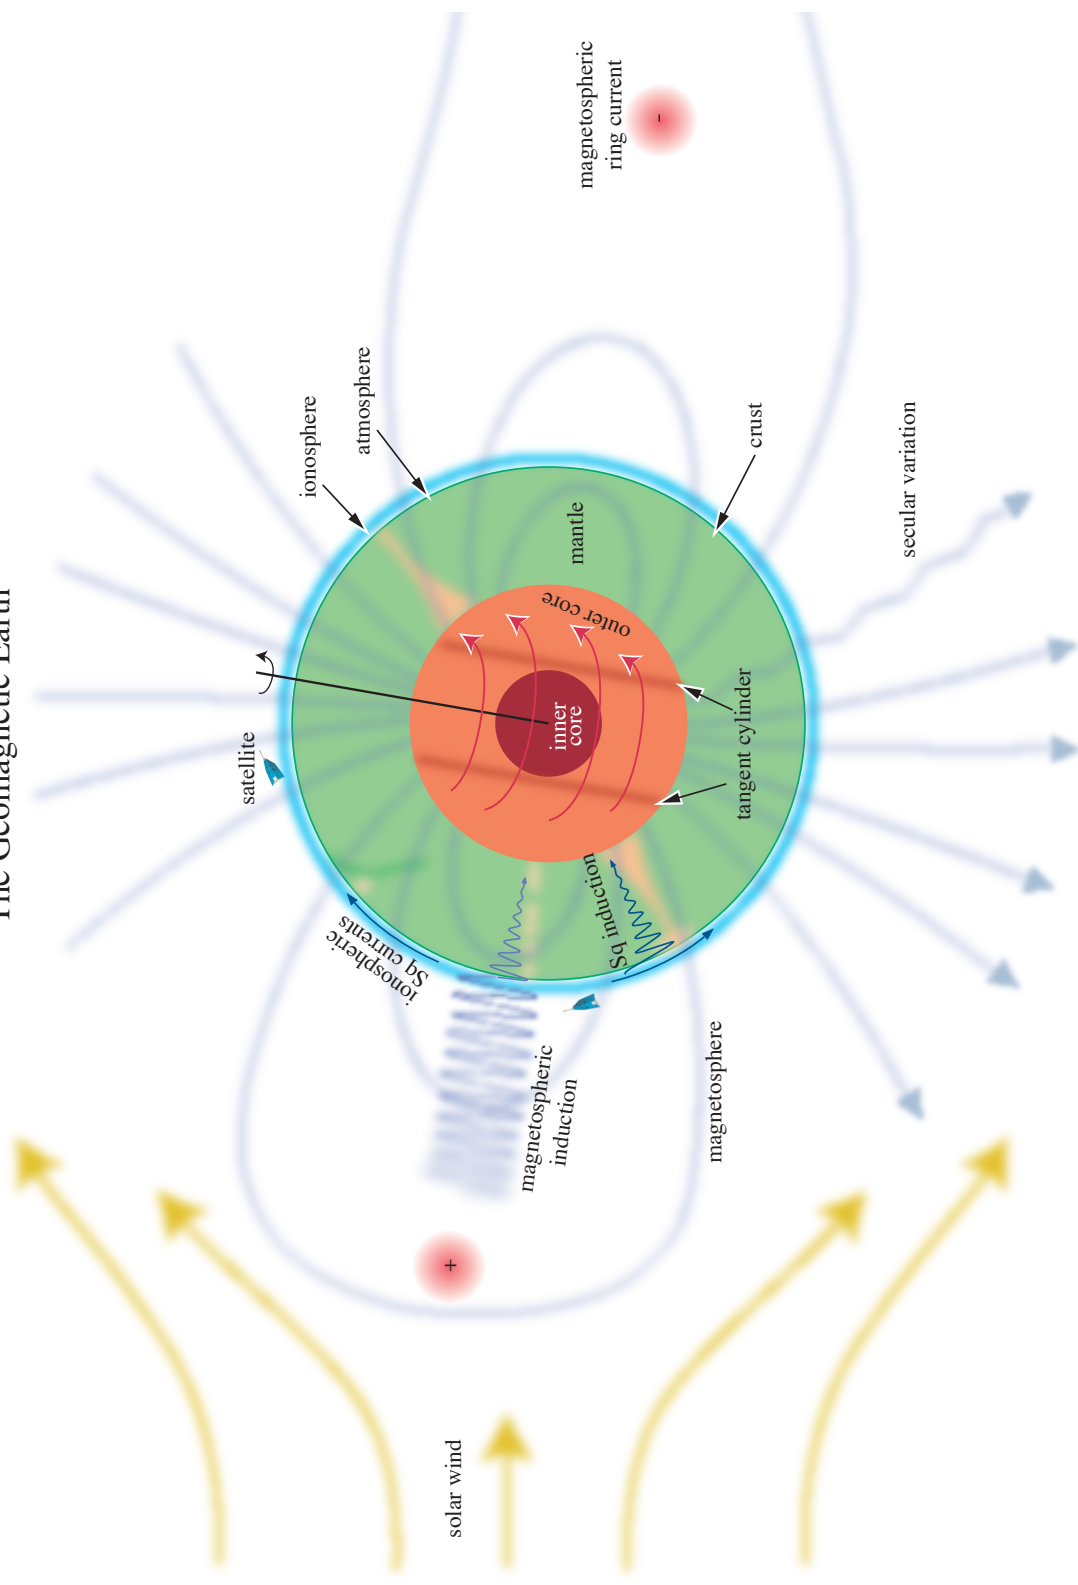 The Geomagnetic Earth
ionosphere
atmosphere
satellite
magnetospheric
ring current
-
ionospheric
Sq currents
mantle
outer core
inner
core
crust
tangent cylinder
Sq induction
magnetospheric
induction
magnetosphere
secular variation
solar wind
+